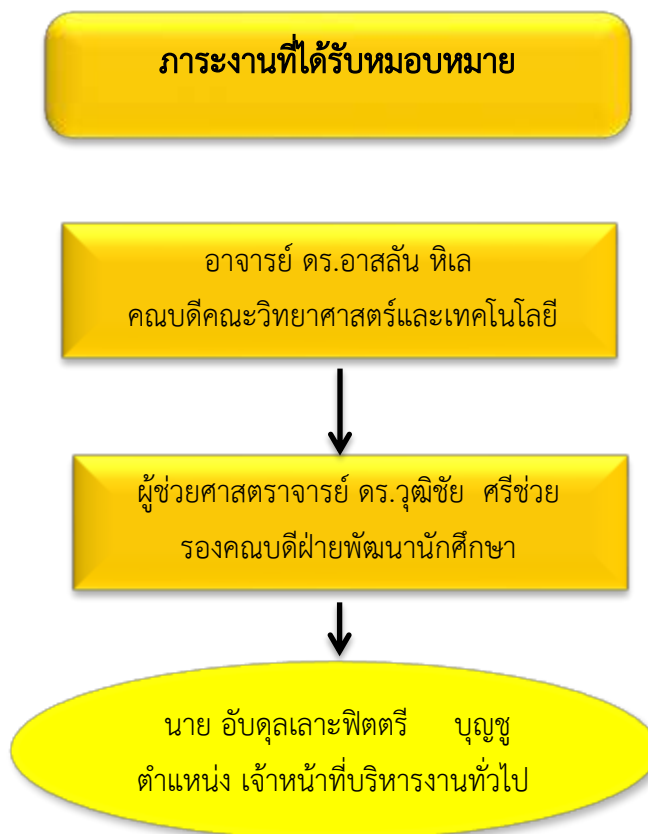 ภาระงานที่ได้รับหมอบหมาย
อาจารย์ ดร.อาสลัน หิเล
คณบดีคณะวิทยาศาสตร์และเทคโนโลยี
ผู้ช่วยศาสตราจารย์ ดร.วุฒิชัย ศรีช่วย
รองคณบดีฝ่ายพัฒนานักศึกษา
นาย อับดุลเลาะฟิตตรี บุญชู
ตำแหน่ง เจ้าหน้าที่บริหารงานทั่วไป